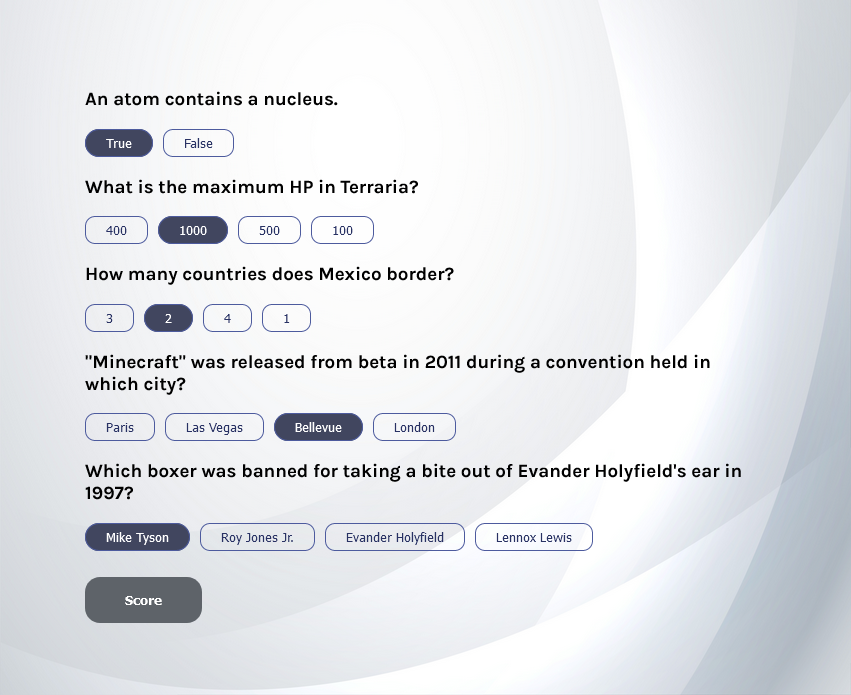 An atom contains a nucleus.
True False
What is the maximum HP in Terraria?
400 1000 500 100
How many countries does Mexico border?
3 2 4 1
"Minecraft" was released from beta in 2011 during a convention held in
which city?
Paris Las Vegas Bellevue London
Which boxer was banned for taking a bite out of Evander Holyfield's ear in
1997?
Mike Tyson Roy Jones Jr. Evander Holyfield Lennox Lewis
Score